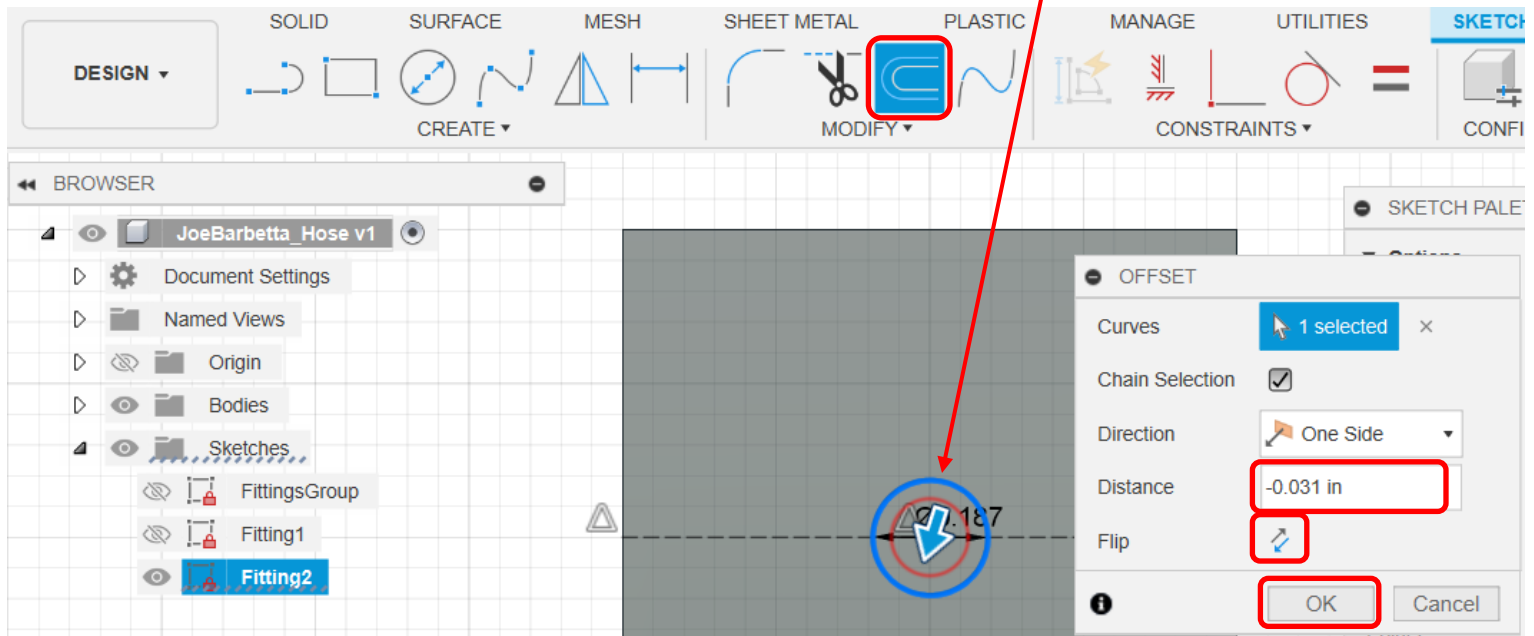 SOLID SURFACE MESH SHEET METAL PLASTIC MANAGE UTILITIES SKETCH
DESIGN
CREATE MODIFY CONSTRAINTS CONFI
BROWSER
SKETCH PALET
JoeBarbetta_Hose v1
Options
Document Settings
OFFSET
Named Views
Curves 1 selected
Origin
Chain Selection
Bodies
Direction One Side
Sketches
Distance -0.031 in
FittingsGroup
.187
Fitting1
Flip
Fitting2
OK Cancel